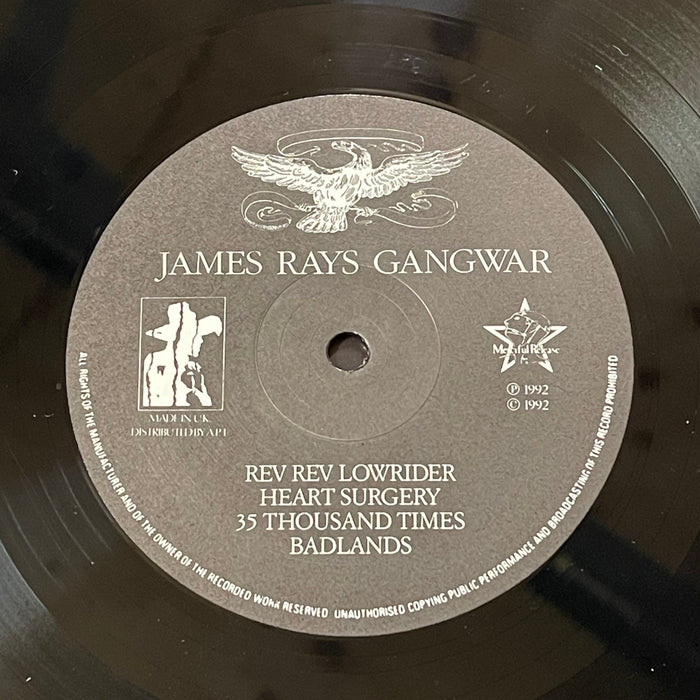 JAMES RAYS GANGWAR
MADE IN U.K.
DISTRIBUTED BY A.P.T.
Merciful Release
℗ 1992
© 1992
REV REV LOWRIDER
HEART SURGERY
35 THOUSAND TIMES
BADLANDS
ALL RIGHTS OF THE MANUFACTURER AND OF THE OWNER OF THE RECORDED WORK RESERVED UNAUTHORISED COPYING PUBLIC PERFORMANCE AND BROADCASTING OF THIS RECORD PROHIBITED